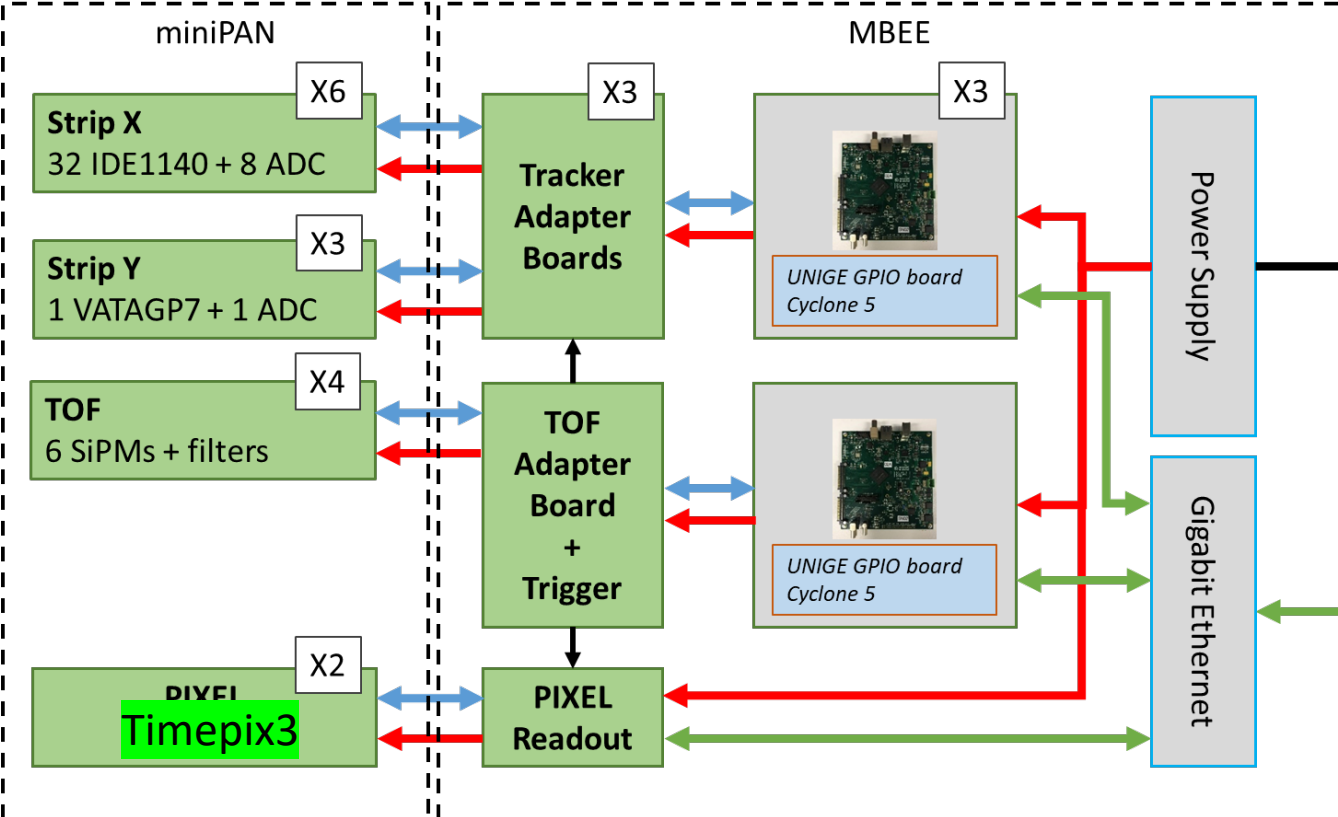 miniPAN
MBEE
X6
Strip X
32 IDE1140 + 8 ADC
X3
Strip Y
1 VATAGP7 + 1 ADC
X4
TOF
6 SiPMs + filters
X2
PIXEL
Timepix3
X3
Tracker
Adapter
Boards
TOF
Adapter
Board
+
Trigger
PIXEL
Readout
X3
UNIGE GPIO board
Cyclone 5
UNIGE GPIO board
Cyclone 5
Power Supply
Gigabit Ethernet